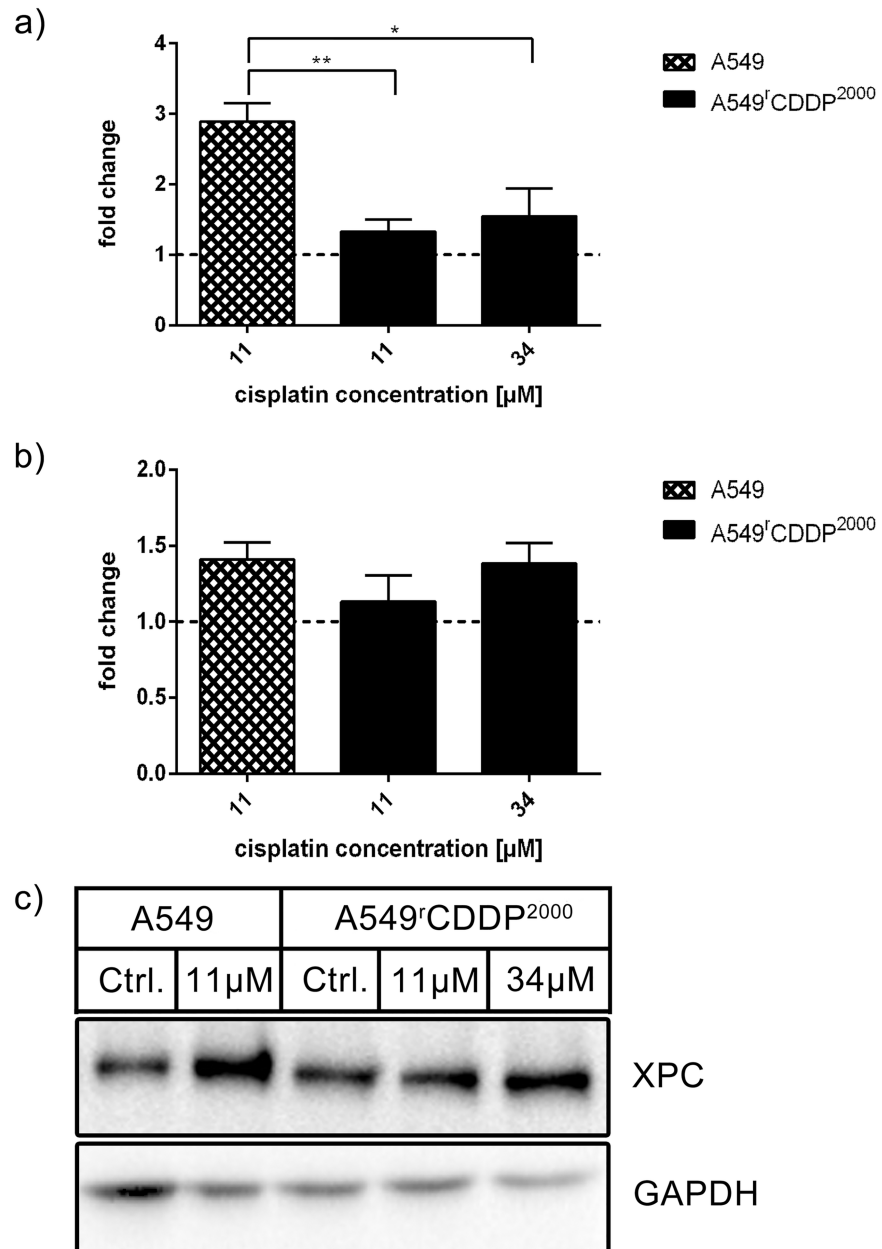 a)
4
3
2
1
0
fold change
*
**
11
11
34
cisplatin concentration [µM]
A549
A549ʳCDDP²⁰⁰⁰
b)
2.0
1.5
1.0
0.5
0.0
fold change
11
11
34
cisplatin concentration [µM]
A549
A549ʳCDDP²⁰⁰⁰
c)
A549 A549ʳCDDP²⁰⁰⁰
Ctrl. 11µM Ctrl. 11µM 34µM
XPC
GAPDH